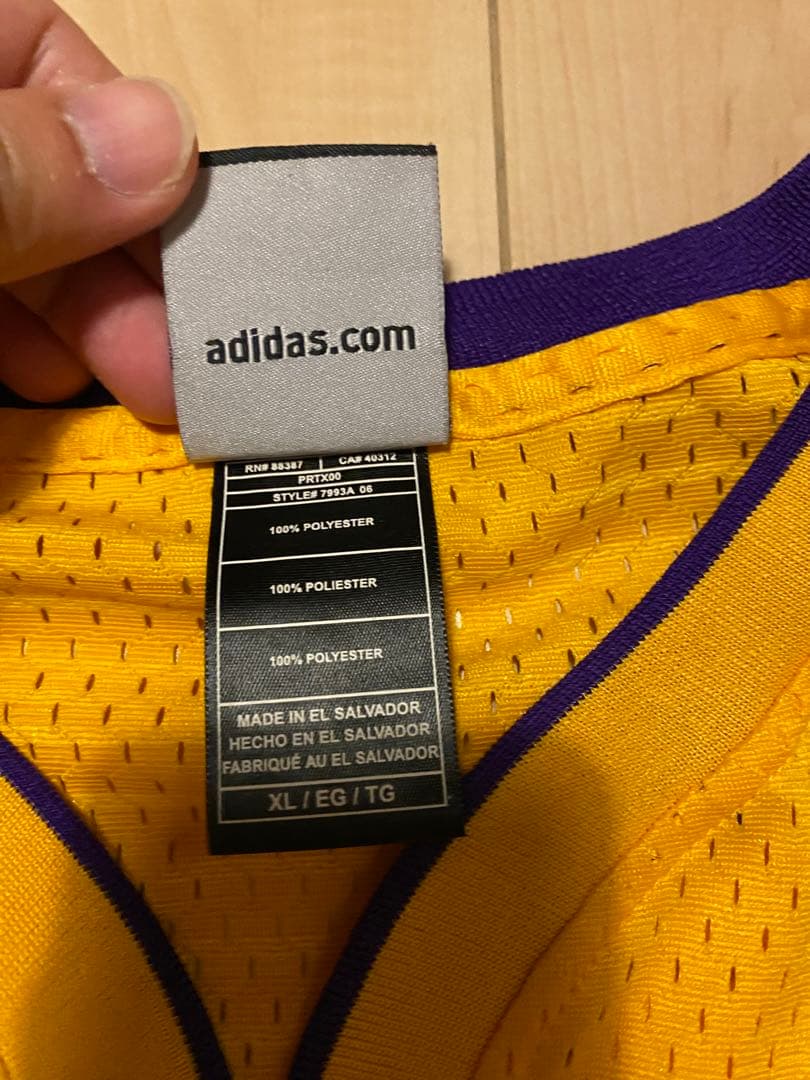 adidas.com
RN# 88387 CA# 40312
PRTX00
STYLE# 7993A 06
100% POLYESTER
100% POLIESTER
100% POLYESTER
MADE IN EL SALVADOR
HECHO EN EL SALVADOR
FABRIQUÉ AU EL SALVADOR
XL / EG / TG